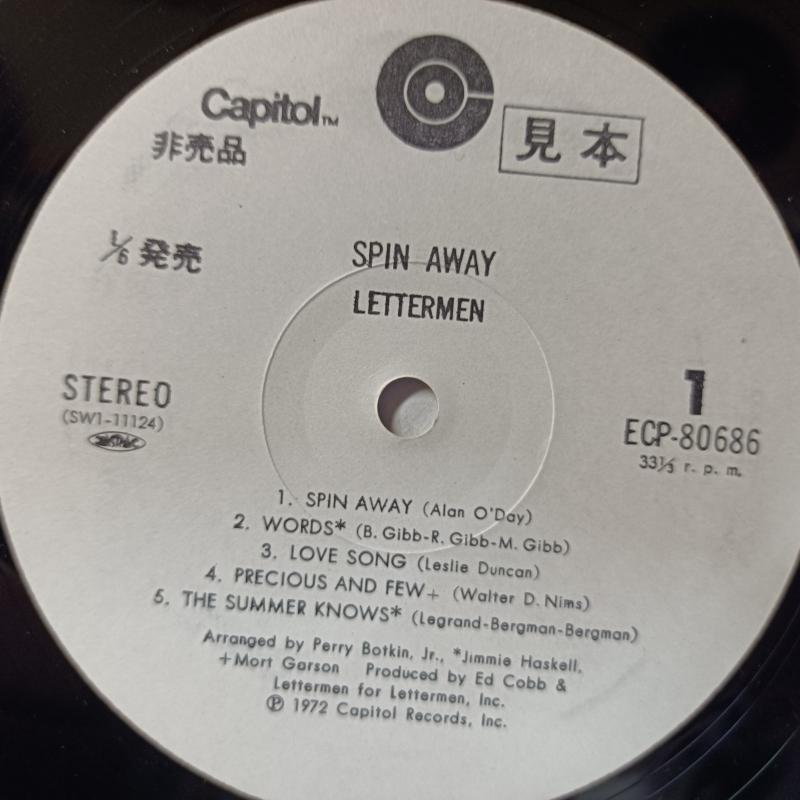 Capitol™
非売品
見本
1/6 発売
SPIN AWAY
LETTERMEN
STEREO
(SW1-11124)
1
ECP-80686
33⅓ r. p. m.
1. SPIN AWAY (Alan O'Day)
2. WORDS* (B. Gibb-R. Gibb-M. Gibb)
3. LOVE SONG (Leslie Duncan)
4. PRECIOUS AND FEW+ (Walter D. Nims)
5. THE SUMMER KNOWS* (Legrand-Bergman-Bergman)
Arranged by Perry Botkin, Jr., *Jimmie Haskell,
+Mort Garson Produced by Ed Cobb &
Lettermen for Lettermen, Inc.
℗ 1972 Capitol Records, Inc.